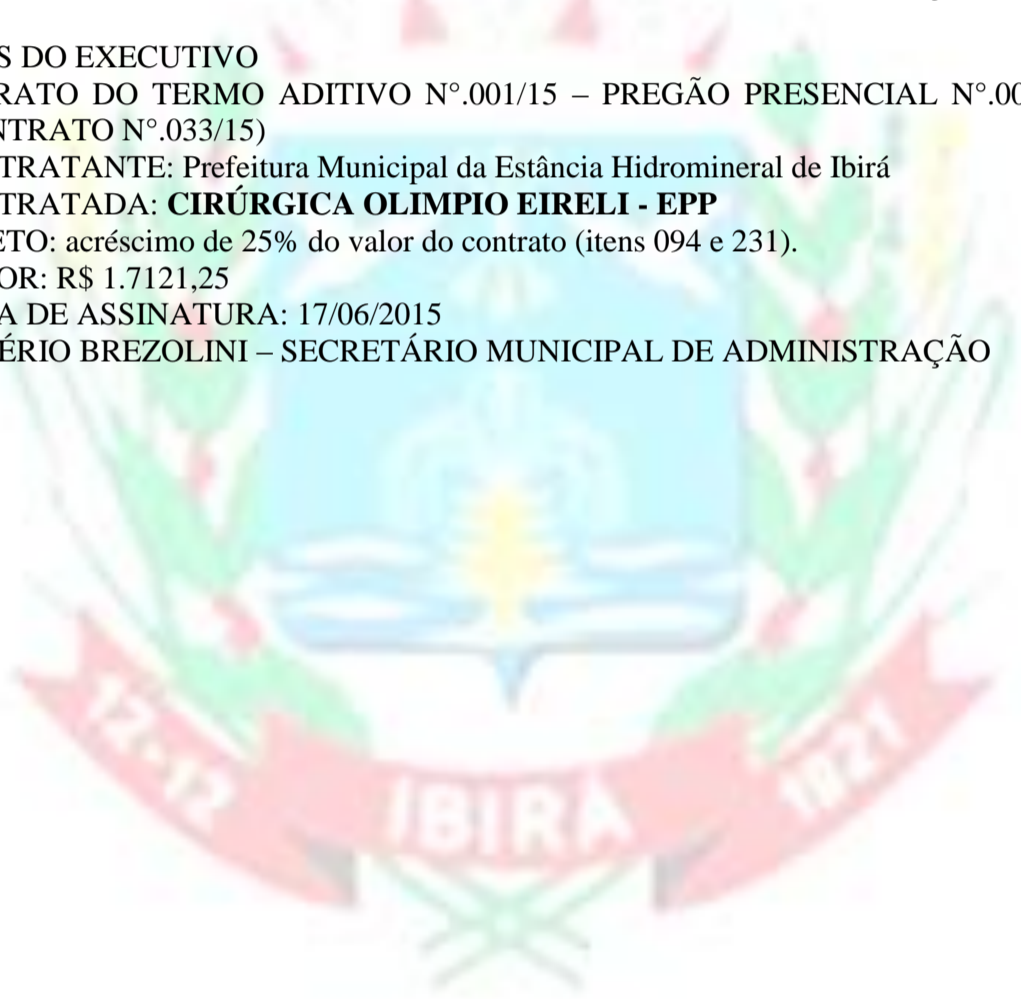 S DO EXECUTIVO
RATO DO TERMO ADITIVO N°.001/15 – PREGÃO PRESENCIAL N°.00
NTRATO N°.033/15)
TRATANTE: Prefeitura Municipal da Estância Hidromineral de Ibirá
TRATADA: CIRÚRGICA OLIMPIO EIRELI - EPP
ETO: acréscimo de 25% do valor do contrato (itens 094 e 231).
OR: R$ 1.7121,25
A DE ASSINATURA: 17/06/2015
ÉRIO BREZOLINI – SECRETÁRIO MUNICIPAL DE ADMINISTRAÇÃO
12-12 IBIRÁ 1821